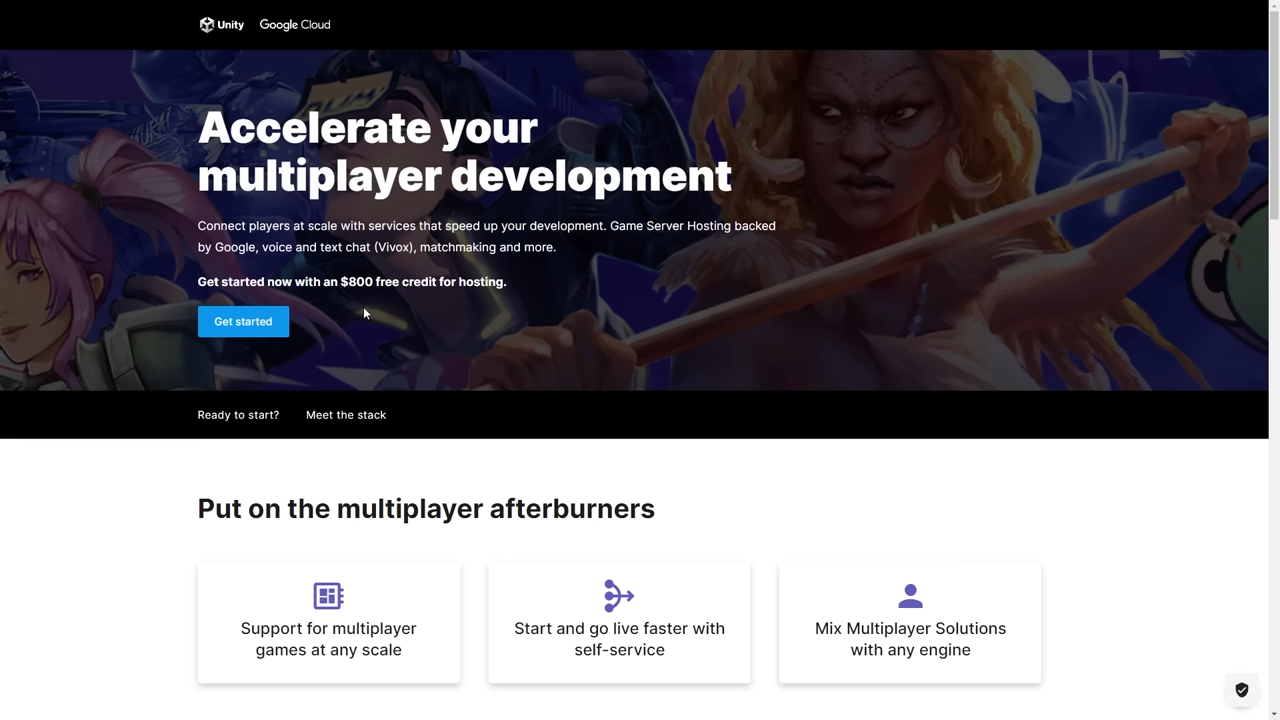 Unity Google Cloud
Accelerate your
multiplayer development
Connect players at scale with services that speed up your development. Game Server Hosting backed
by Google, voice and text chat (Vivox), matchmaking and more.
Get started now with an $800 free credit for hosting.
Get started
Ready to start? Meet the stack
Put on the multiplayer afterburners
Support for multiplayer
games at any scale
Start and go live faster with
self-service
Mix Multiplayer Solutions
with any engine